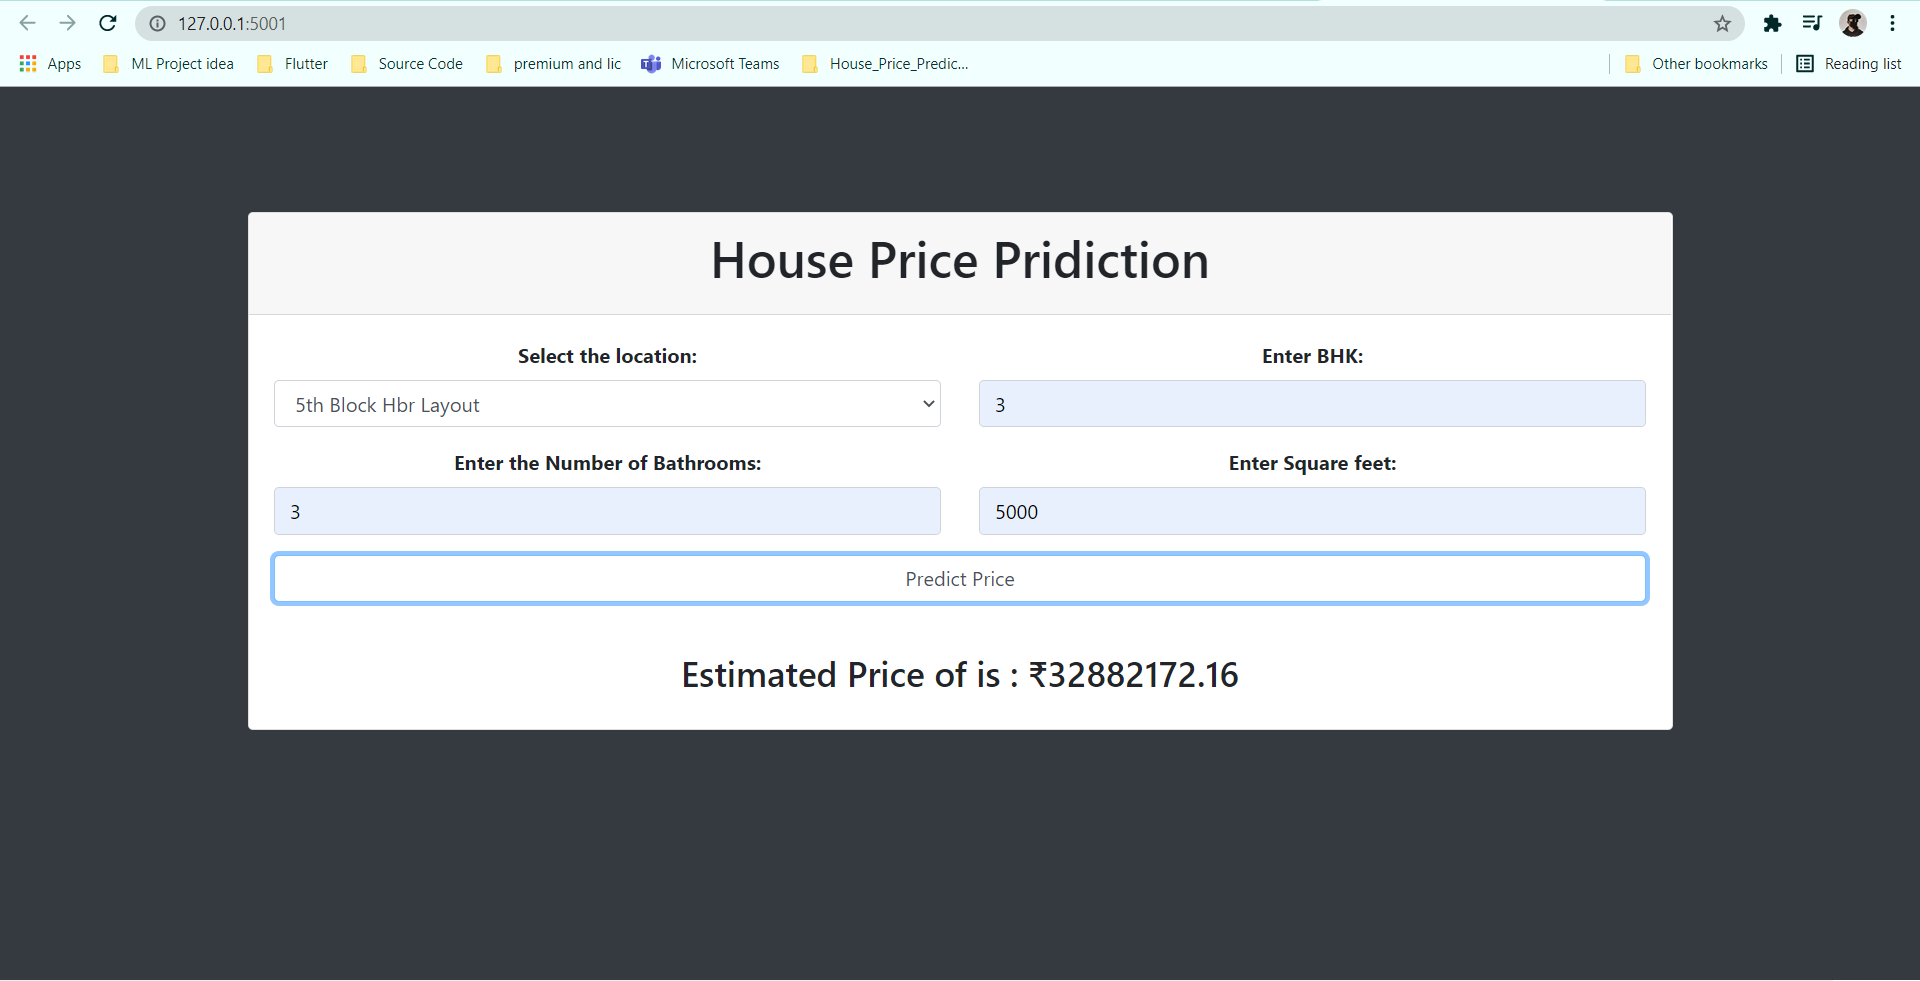 127.0.0.1:5001
Apps ML Project idea Flutter Source Code premium and lic Microsoft Teams House_Price_Predic... Other bookmarks Reading list
House Price Pridiction
Select the location: Enter BHK:
5th Block Hbr Layout 3
Enter the Number of Bathrooms: Enter Square feet:
3 5000
Predict Price
Estimated Price of is : ₹32882172.16